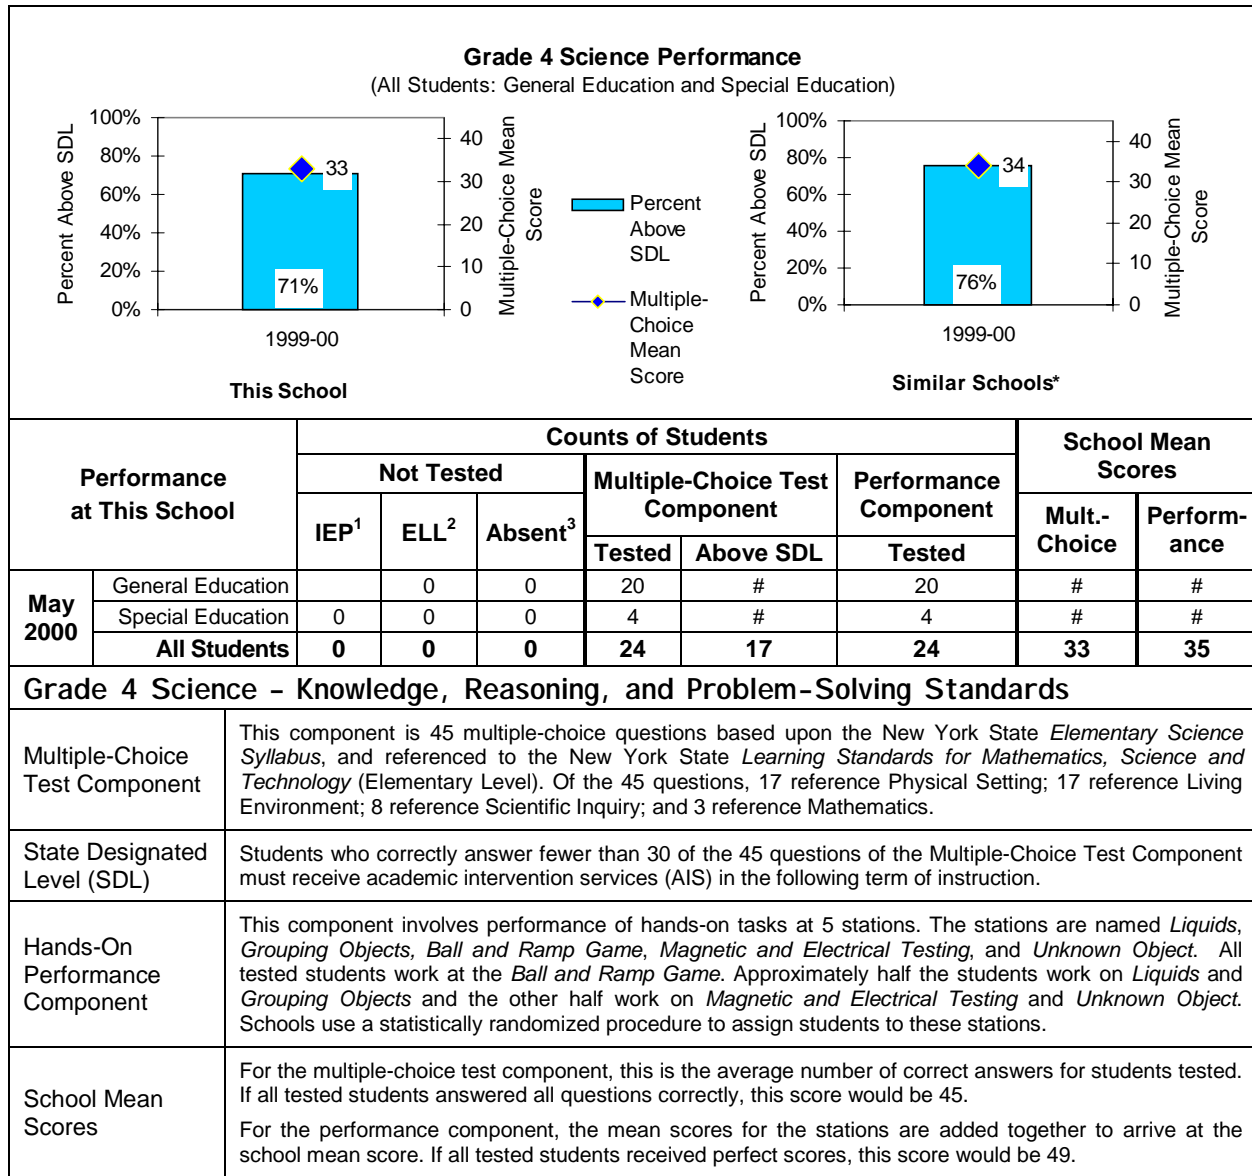 Grade 4 Science Performance
(All Students: General Education and Special Education)
Percent Above SDL
100%
80%
60%
40%
20%
0%
33
71%
40
30
20
10
0
Multiple-Choice Mean
Score
1999-00
This School
Percent
Above
SDL
Multiple-
Choice
Mean
Score
Percent Above SDL
100%
80%
60%
40%
20%
0%
34
76%
40
30
20
10
0
Multiple-Choice Mean
Score
1999-00
Similar Schools*
Performance
at This School
Counts of Students
School Mean
Scores
Not Tested
Multiple-Choice Test
Component
Performance
Component
IEP1 ELL2 Absent3
Mult.-
Choice
Perform-
ance
Tested Above SDL Tested
May
2000
General Education 0 0 20 # 20 # #
Special Education 0 0 0 4 # 4 # #
All Students 0 0 0 24 17 24 33 35
Grade 4 Science – Knowledge, Reasoning, and Problem-Solving Standards
Multiple-Choice
Test Component
This component is 45 multiple-choice questions based upon the New York State Elementary Science
Syllabus, and referenced to the New York State Learning Standards for Mathematics, Science and
Technology (Elementary Level). Of the 45 questions, 17 reference Physical Setting; 17 reference Living
Environment; 8 reference Scientific Inquiry; and 3 reference Mathematics.
State Designated
Level (SDL)
Students who correctly answer fewer than 30 of the 45 questions of the Multiple-Choice Test Component
must receive academic intervention services (AIS) in the following term of instruction.
Hands-On
Performance
Component
This component involves performance of hands-on tasks at 5 stations. The stations are named Liquids,
Grouping Objects, Ball and Ramp Game, Magnetic and Electrical Testing, and Unknown Object. All
tested students work at the Ball and Ramp Game. Approximately half the students work on Liquids and
Grouping Objects and the other half work on Magnetic and Electrical Testing and Unknown Object.
Schools use a statistically randomized procedure to assign students to these stations.
School Mean
Scores
For the multiple-choice test component, this is the average number of correct answers for students tested.
If all tested students answered all questions correctly, this score would be 45.
For the performance component, the mean scores for the stations are added together to arrive at the
school mean score. If all tested students received perfect scores, this score would be 49.